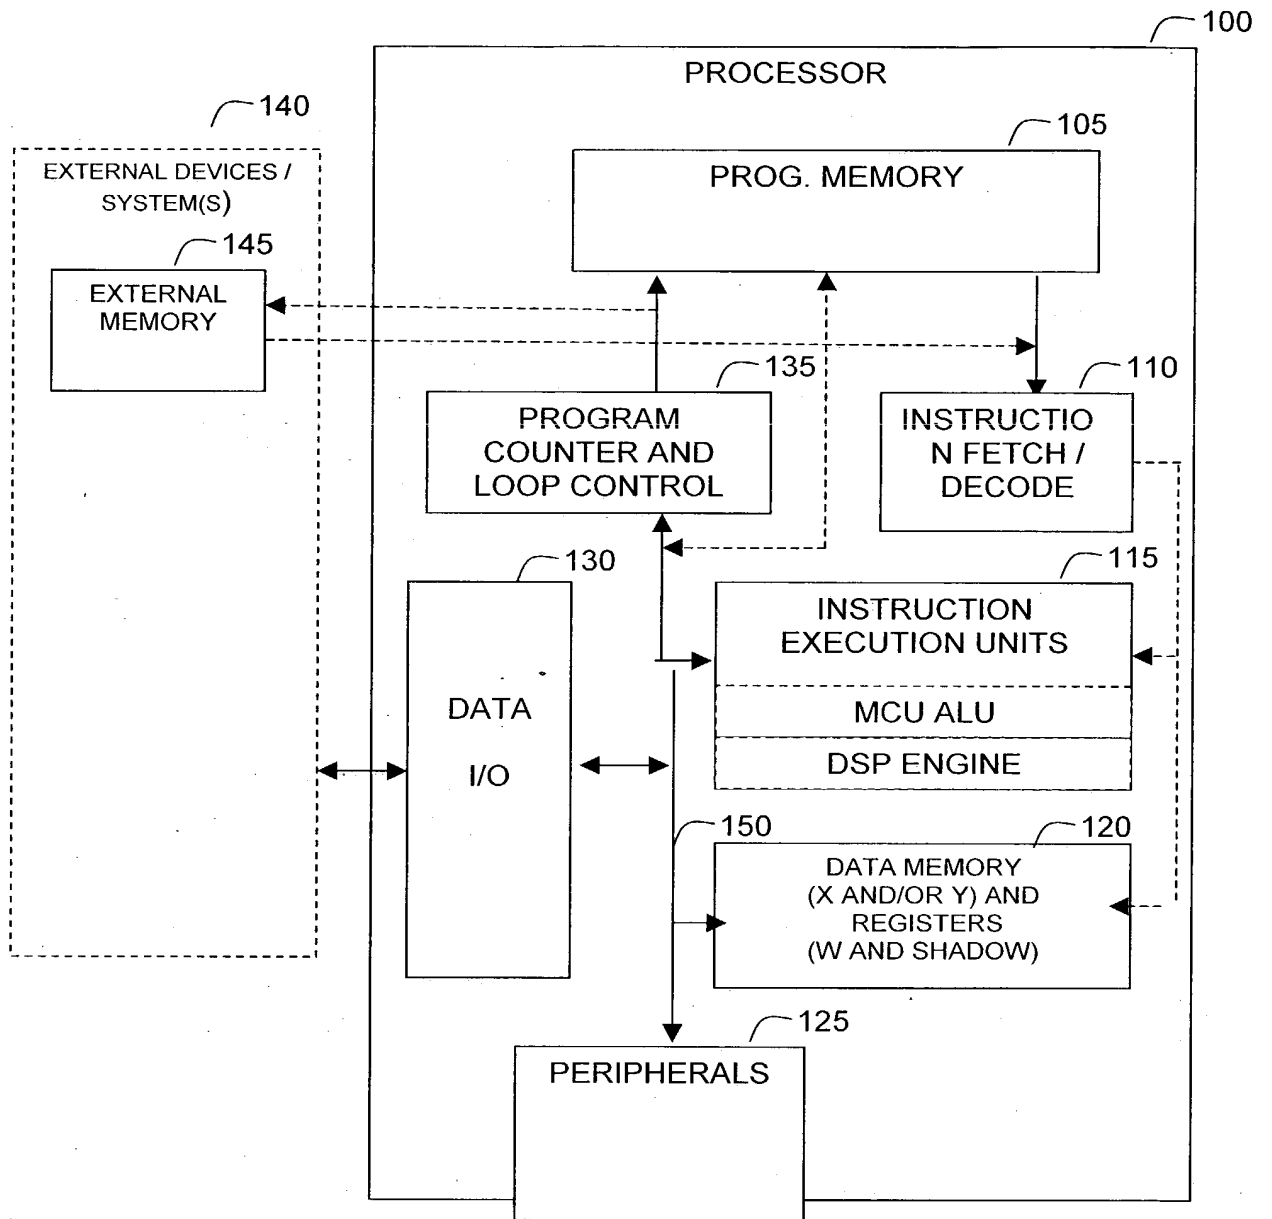 100
PROCESSOR
140
105
EXTERNAL DEVICES /
SYSTEM(S)
PROG. MEMORY
145
EXTERNAL
MEMORY
135
110
PROGRAM
COUNTER AND
LOOP CONTROL
INSTRUCTIO
N FETCH /
DECODE
130
115
INSTRUCTION
EXECUTION UNITS
MCU ALU
DSP ENGINE
DATA
I/O
150
120
DATA MEMORY
(X AND/OR Y) AND
REGISTERS
(W AND SHADOW)
125
PERIPHERALS